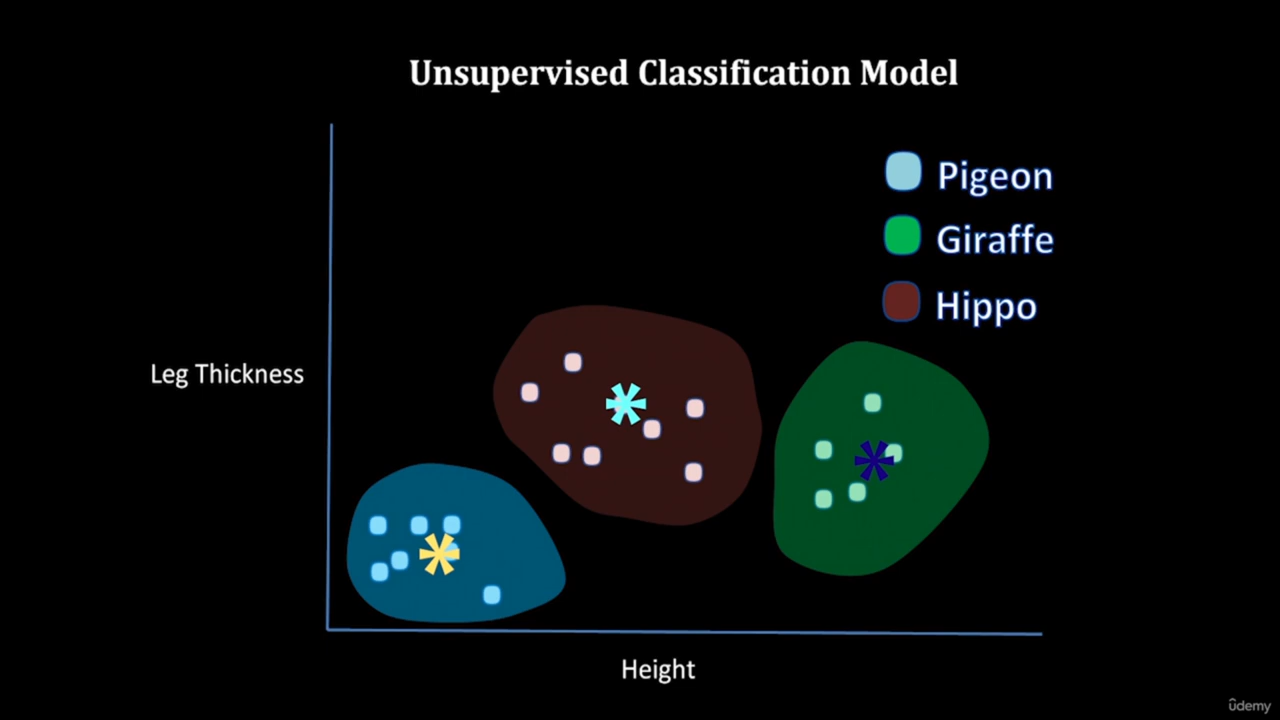 Unsupervised Classification Model
Pigeon
Giraffe
Hippo
Leg Thickness
Height
ûdemy